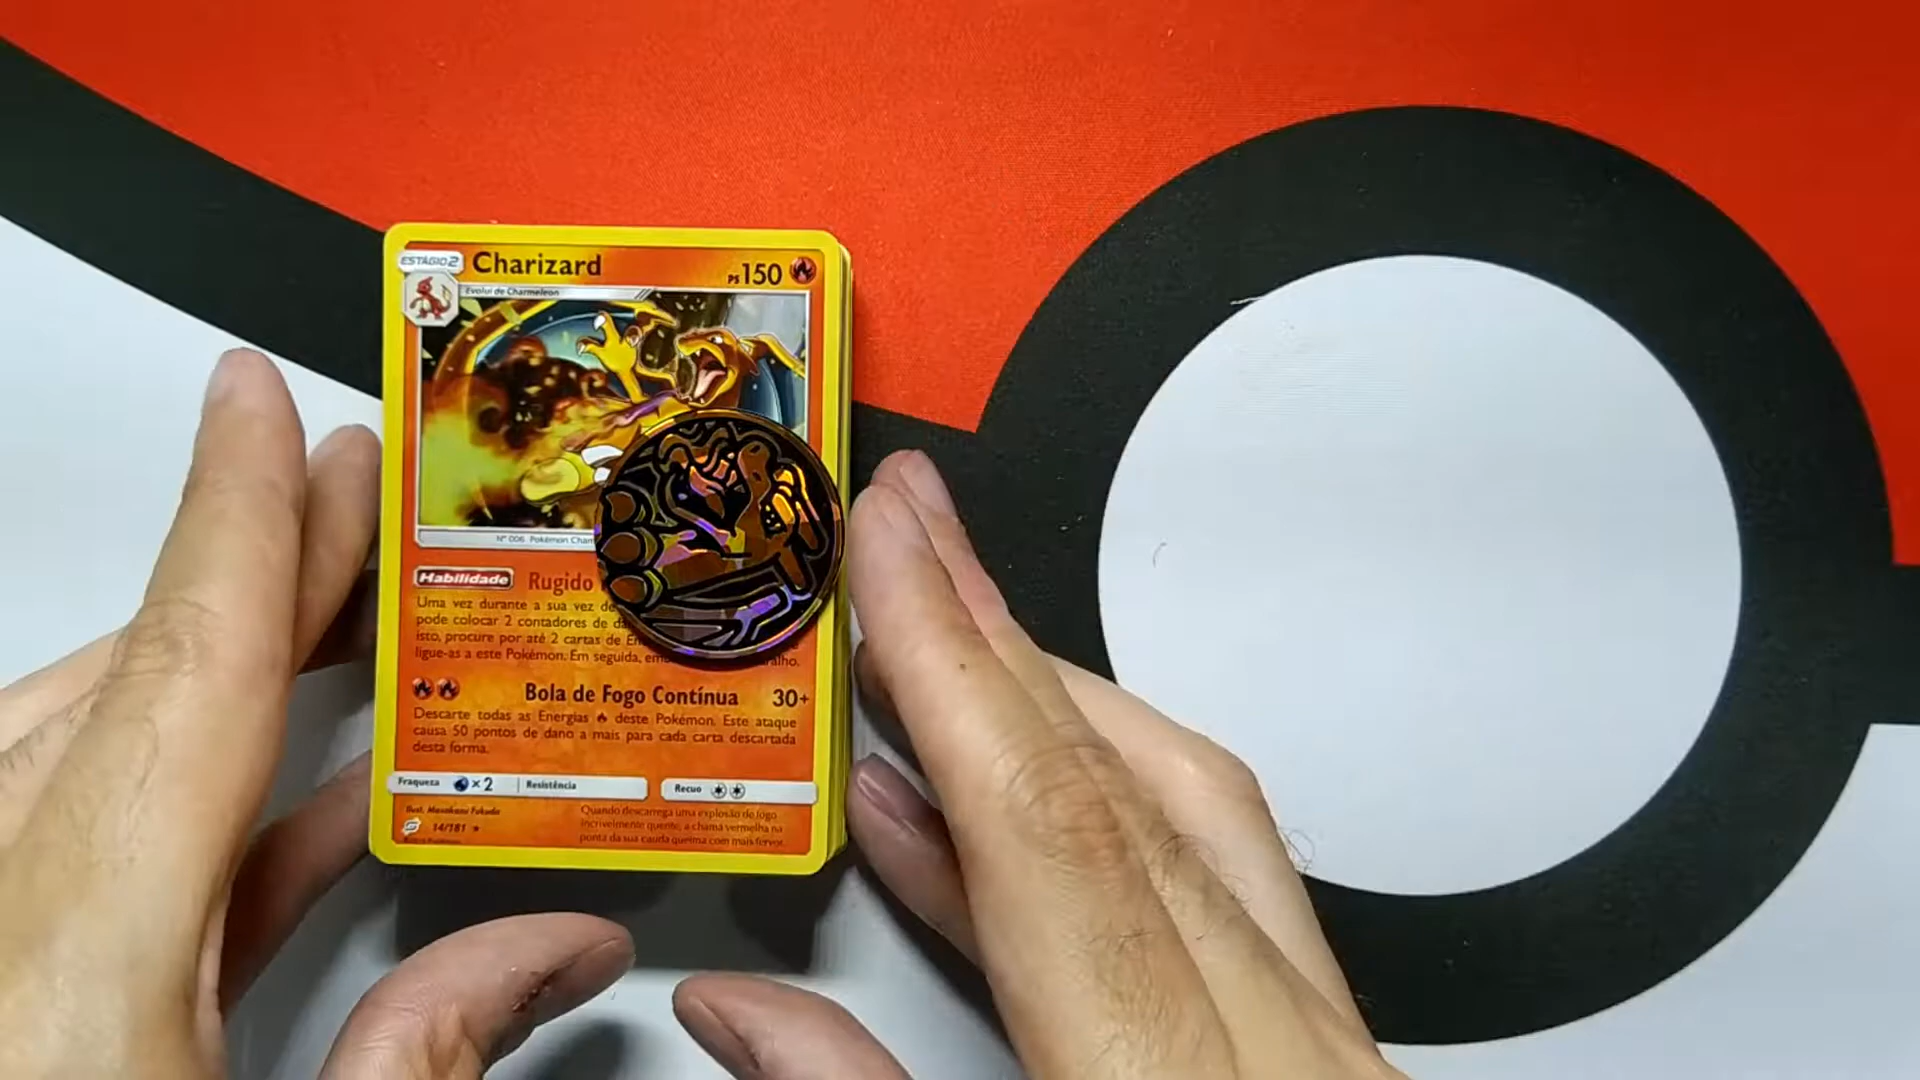 ESTÁGIO 2 Charizard PS 150
Evolui de Charmeleon
Nº 006 Pokémon
Habilidade Rugido
Uma vez durante a sua vez
pode colocar 2 contadores de
isto, procure por até 2 cartas de
ligue-as a este Pokémon. Em seguida,
Bola de Fogo Contínua 30+
Descarte todas as Energias deste Pokémon. Este ataque
causa 50 pontos de dano a mais para cada carta descartada
desta forma.
Fraqueza ×2 Resistência Recuo
Ilust. Masakazu Fukuda
14/181 ★
Quando descarrega uma explosão de fogo
incrivelmente quente, a chama vermelha na
ponta da sua cauda queima com mais fervor.